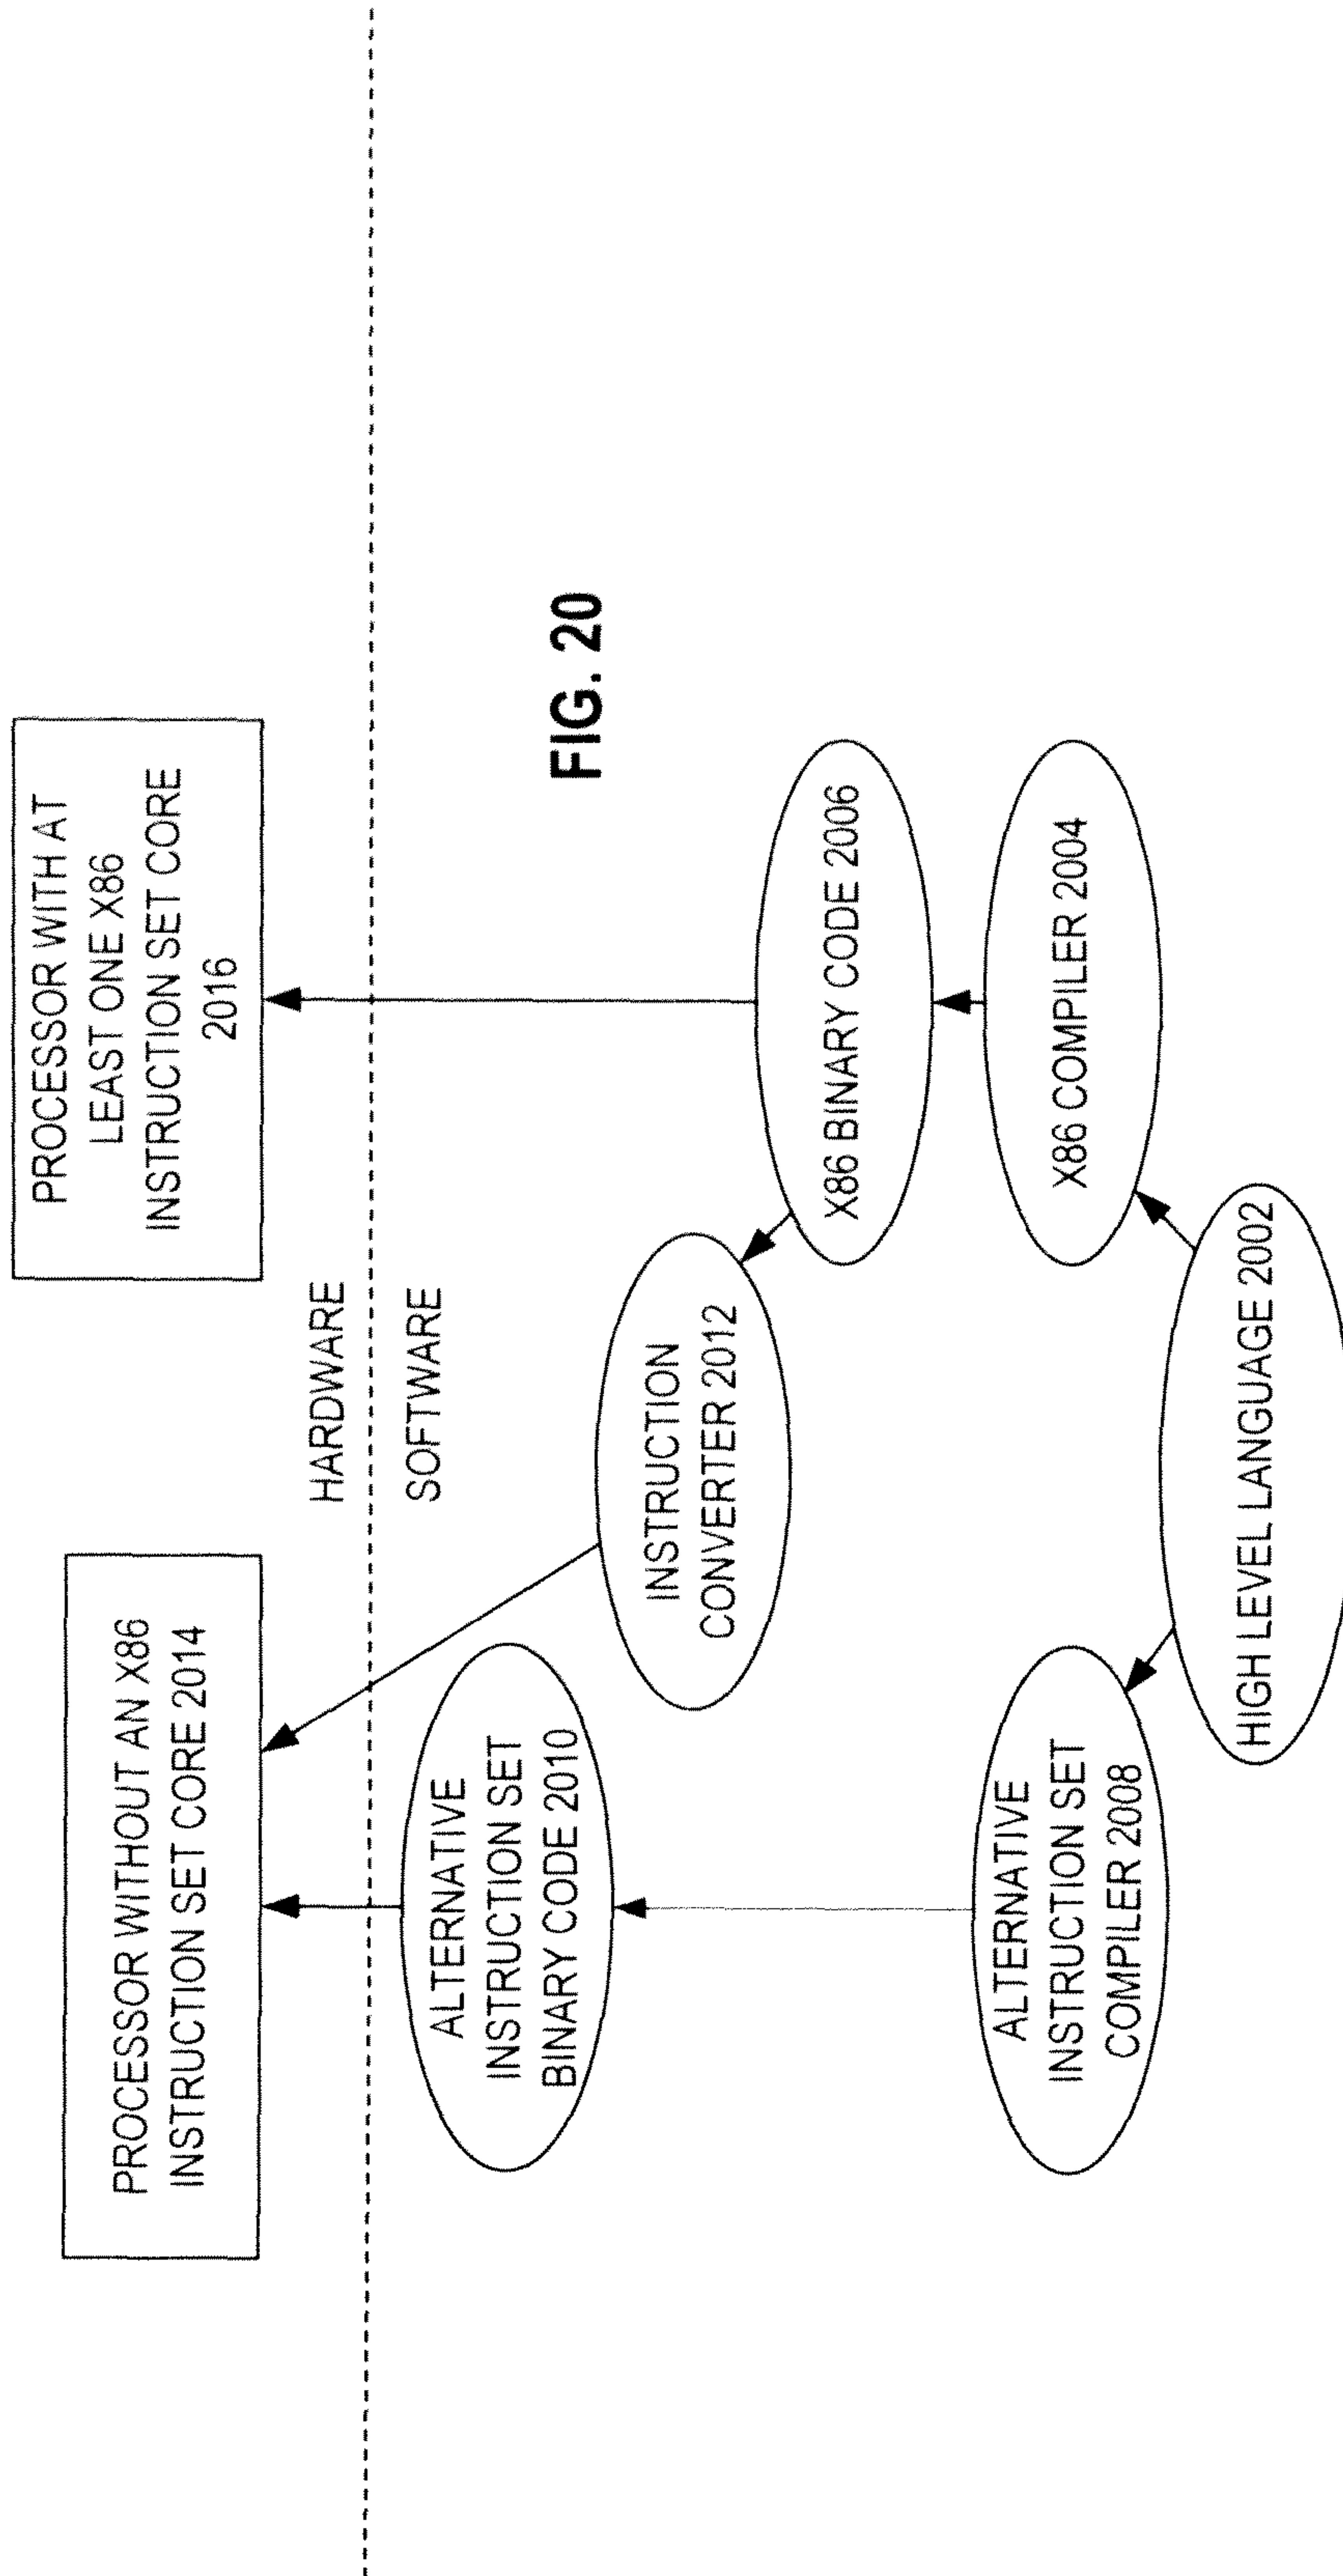 PROCESSOR WITHOUT AN X86
INSTRUCTION SET CORE 2014
PROCESSOR WITH AT
LEAST ONE X86
INSTRUCTION SET CORE
2016
HARDWARE
SOFTWARE
ALTERNATIVE
INSTRUCTION SET
BINARY CODE 2010
INSTRUCTION
CONVERTER 2012
FIG. 20
X86 BINARY CODE 2006
ALTERNATIVE
INSTRUCTION SET
COMPILER 2008
X86 COMPILER 2004
HIGH LEVEL LANGUAGE 2002